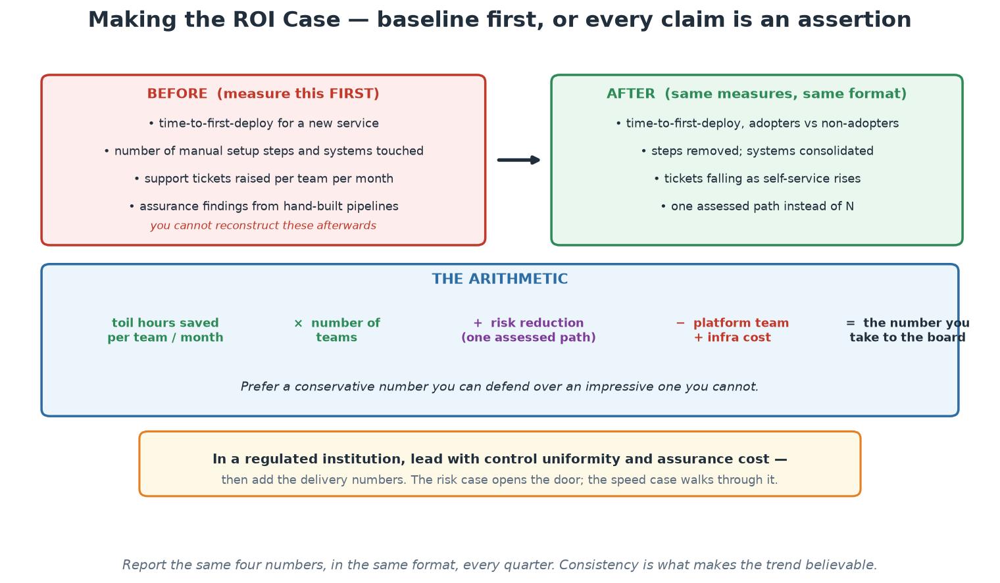 Making the ROI Case — baseline first, or every claim is an assertion
BEFORE  (measure this FIRST)
• time-to-first-deploy for a new service
• number of manual setup steps and systems touched
• support tickets raised per team per month
• assurance findings from hand-built pipelines
you cannot reconstruct these afterwards
AFTER  (same measures, same format)
• time-to-first-deploy, adopters vs non-adopters
• steps removed; systems consolidated
• tickets falling as self-service rises
• one assessed path instead of N
THE ARITHMETIC
toil hours saved
per team / month
×  number of
teams
+  risk reduction
(one assessed path)
−  platform team
+ infra cost
=  the number you
take to the board
Prefer a conservative number you can defend over an impressive one you cannot.
In a regulated institution, lead with control uniformity and assurance cost —
then add the delivery numbers. The risk case opens the door; the speed case walks through it.
Report the same four numbers, in the same format, every quarter. Consistency is what makes the trend believable.